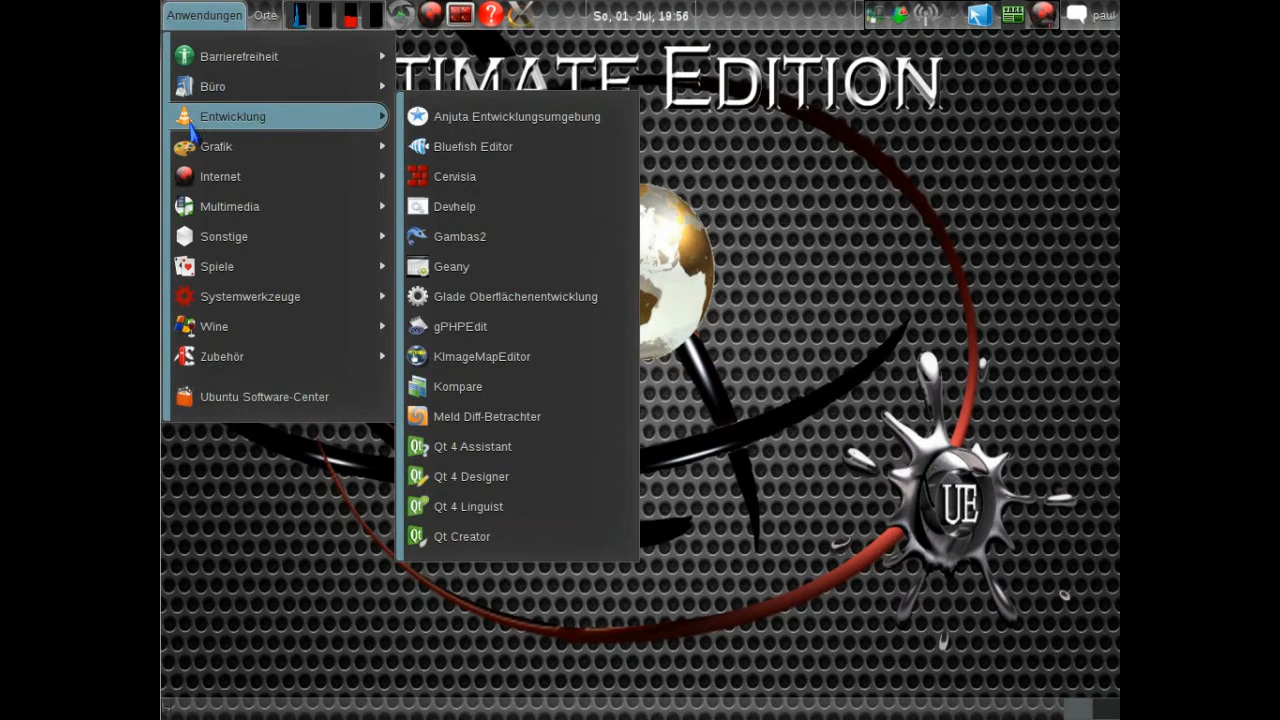 Anwendungen Orte So, 01. Jul, 19:56 paul
TIMATE EDITION
Barrierefreiheit
Büro
Entwicklung
Grafik
Internet
Multimedia
Sonstige
Spiele
Systemwerkzeuge
Wine
Zubehör
Ubuntu Software-Center
Anjuta Entwicklungsumgebung
Bluefish Editor
Cervisia
Devhelp
Gambas2
Geany
Glade Oberflächenentwicklung
gPHPEdit
KImageMapEditor
Kompare
Meld Diff-Betrachter
Qt 4 Assistant
Qt 4 Designer
Qt 4 Linguist
Qt Creator
UE